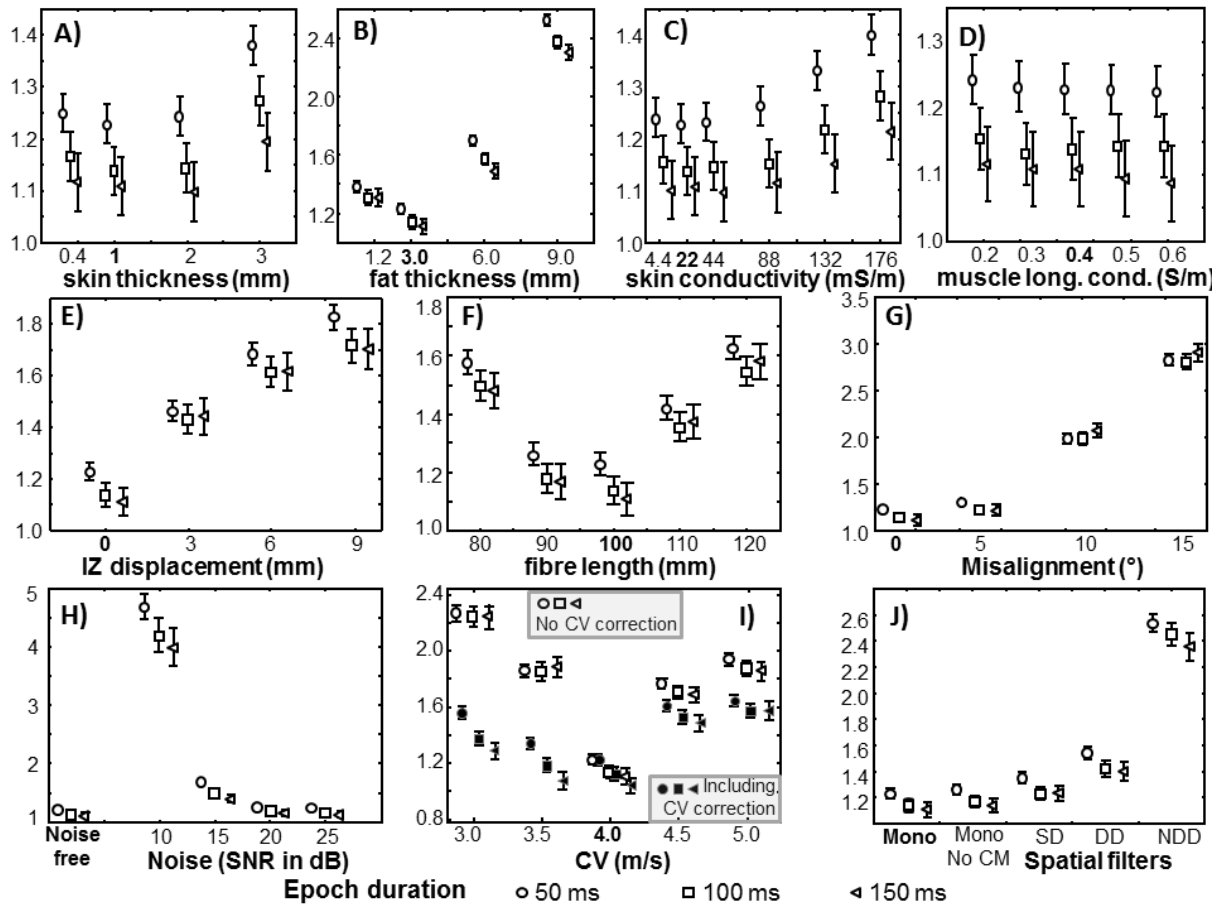 A)
1.4
1.3
1.2
1.1
1.0
0.4 1 2 3
skin thickness (mm)
B)
2.4
2.0
1.6
1.2
1.2 3.0 6.0 9.0
fat thickness (mm)
C)
1.4
1.3
1.2
1.1
1.0
4.4 22 44 88 132 176
skin conductivity (mS/m)
D)
1.3
1.2
1.1
1.0
0.2 0.3 0.4 0.5 0.6
muscle long. cond. (S/m)
E)
1.8
1.6
1.4
1.2
1.0
0 3 6 9
IZ displacement (mm)
F)
1.8
1.6
1.4
1.2
1.0
80 90 100 110 120
fibre length (mm)
G)
3.5
3.0
2.5
2.0
1.5
1.0
0 5 10 15
Misalignment (°)
H)
5
4
3
2
1
Noise free 10 15 20 25
Noise (SNR in dB)
I)
2.4
2.0
1.6
1.2
0.8
No CV correction
Including,
CV correction
3.0 3.5 4.0 4.5 5.0
CV (m/s)
J)
2.6
2.4
2.2
2.0
1.8
1.6
1.4
1.2
Mono Mono No CM SD DD NDD
Spatial filters
Epoch duration 50 ms 100 ms 150 ms